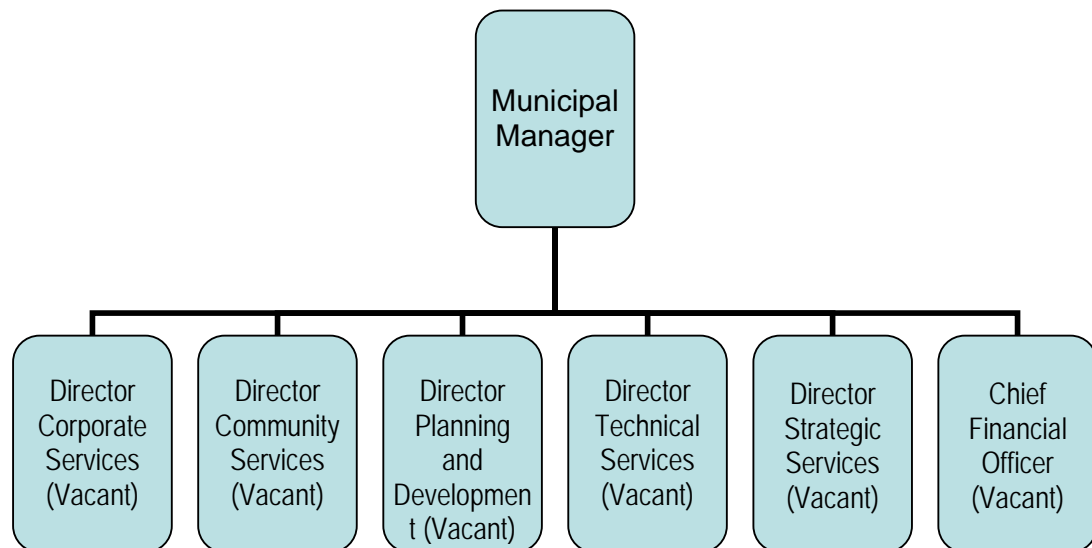 Municipal
Manager
Director
Corporate
Services
(Vacant)
Director
Community
Services
(Vacant)
Director
Planning
and
Developmen
t (Vacant)
Director
Technical
Services
(Vacant)
Director
Strategic
Services
(Vacant)
Chief
Financial
Officer
(Vacant)